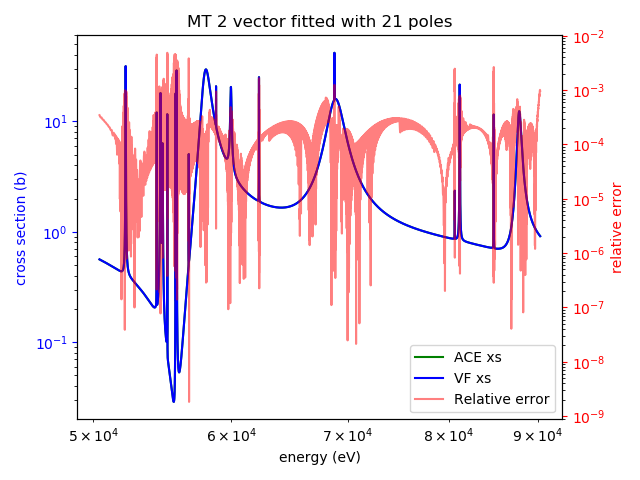 MT 2 vector fitted with 21 poles
10⁻²
10⁻³
10⁻⁴
10⁻⁵
10⁻⁶
10⁻⁷
10⁻⁸
10⁻⁹
relative error
10¹
10⁰
10⁻¹
cross section (b)
ACE xs
VF xs
Relative error
5 × 10⁴ 6 × 10⁴ 7 × 10⁴ 8 × 10⁴ 9 × 10⁴
energy (eV)